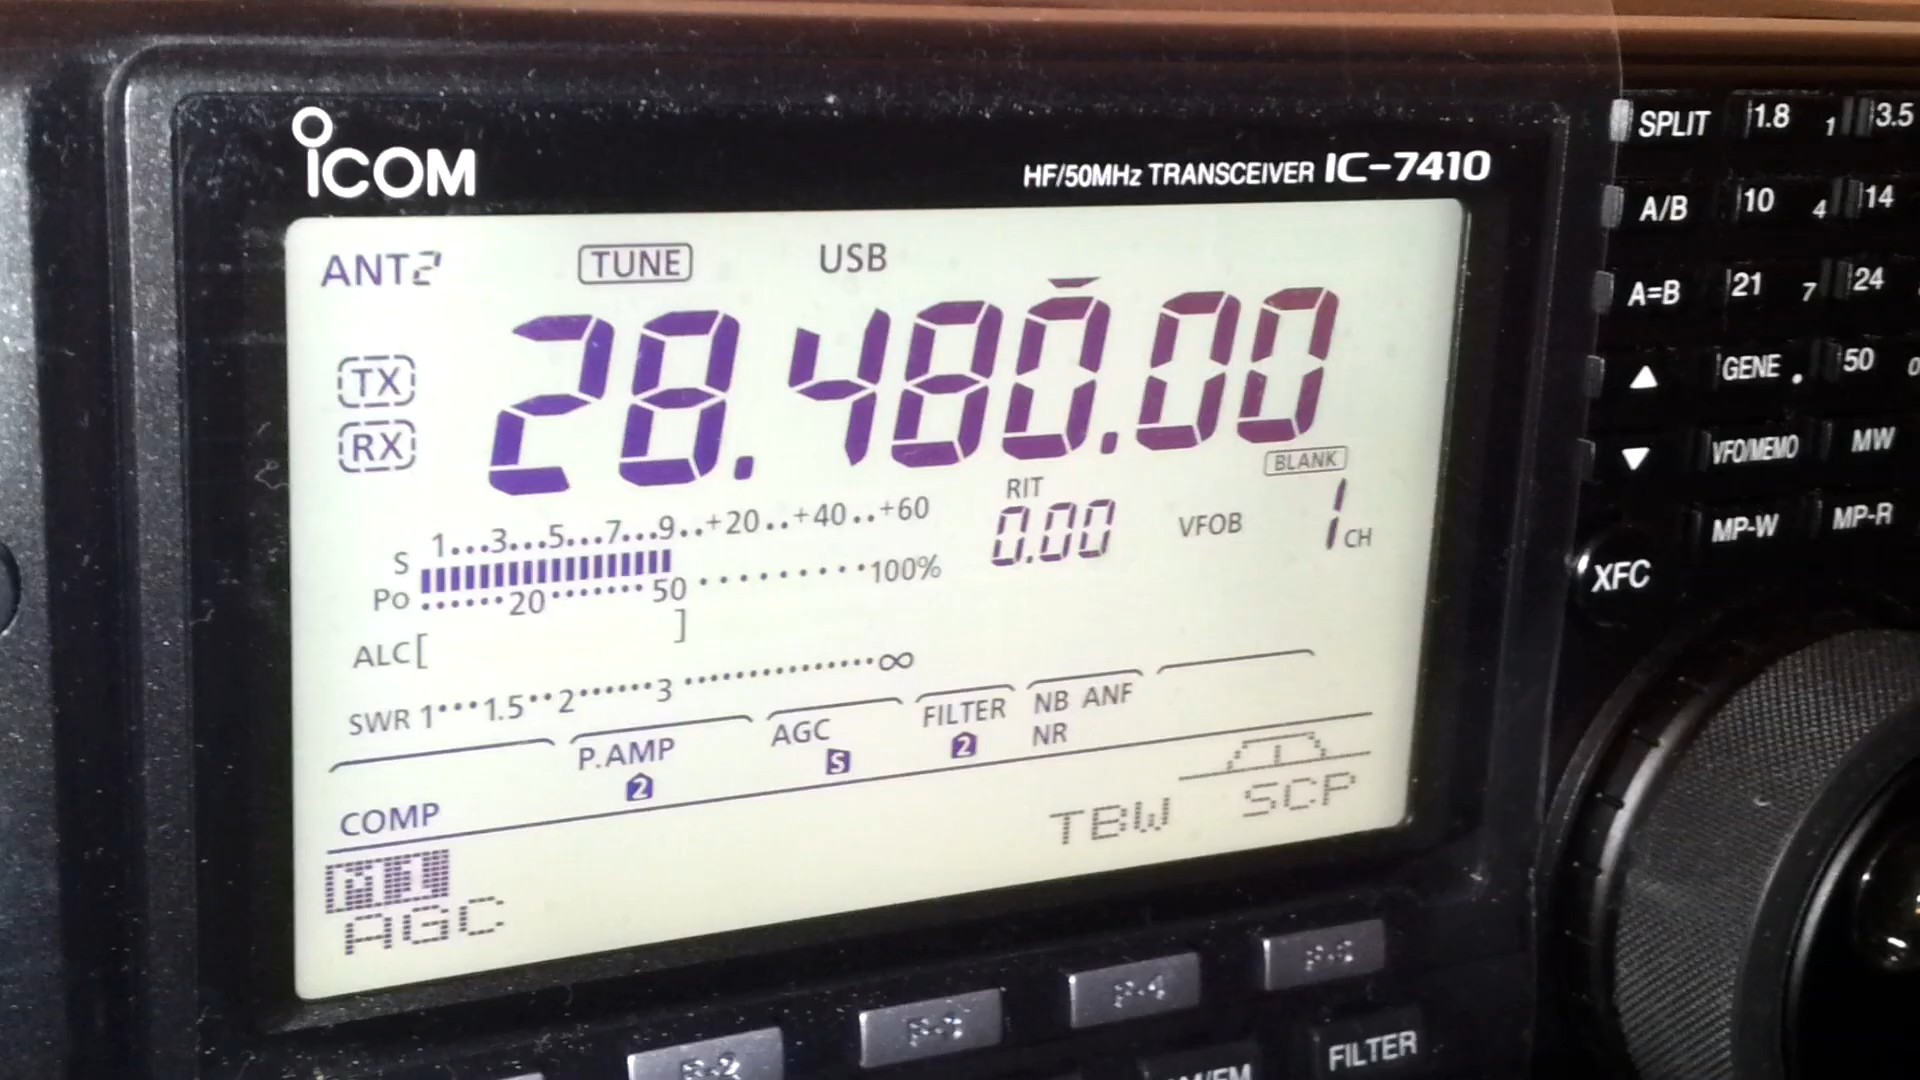 ICOM
HF/50MHz TRANSCEIVER IC-7410
ANT2 TUNE USB
TX
28.480.00
RX
BLANK
S 1...3...5...7...9..+20..+40..+60
RIT
0.00 VFOB 1 CH
Po ......20.......50.........100%
ALC[ ]
SWR 1•••1.5••2••••••3••••••••••••••∞
P.AMP AGC FILTER NB ANF
2 S 2 NR
COMP
M1
AGC TBW SCP
F-2 F-3 F-4 F-5
FILTER
SPLIT 1.8 1 3.5
A/B 10 4 14
A=B 21 7 24
▲ GENE . 50 0
▼ VFO/MEMO MW
MP-W MP-R
XFC